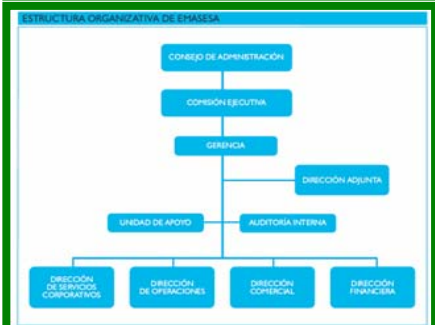 ESTRUCTURA ORGANIZATIVA DE EMASESA
CONSEJO DE ADMINISTRACIÓN
COMISIÓN EJECUTIVA
GERENCIA
DIRECCIÓN ADJUNTA
UNIDAD DE APOYO
AUDITORÍA INTERNA
DIRECCIÓN
DE SERVICIOS
CORPORATIVOS
DIRECCIÓN
DE OPERACIONES
DIRECCIÓN
COMERCIAL
DIRECCIÓN
FINANCIERA